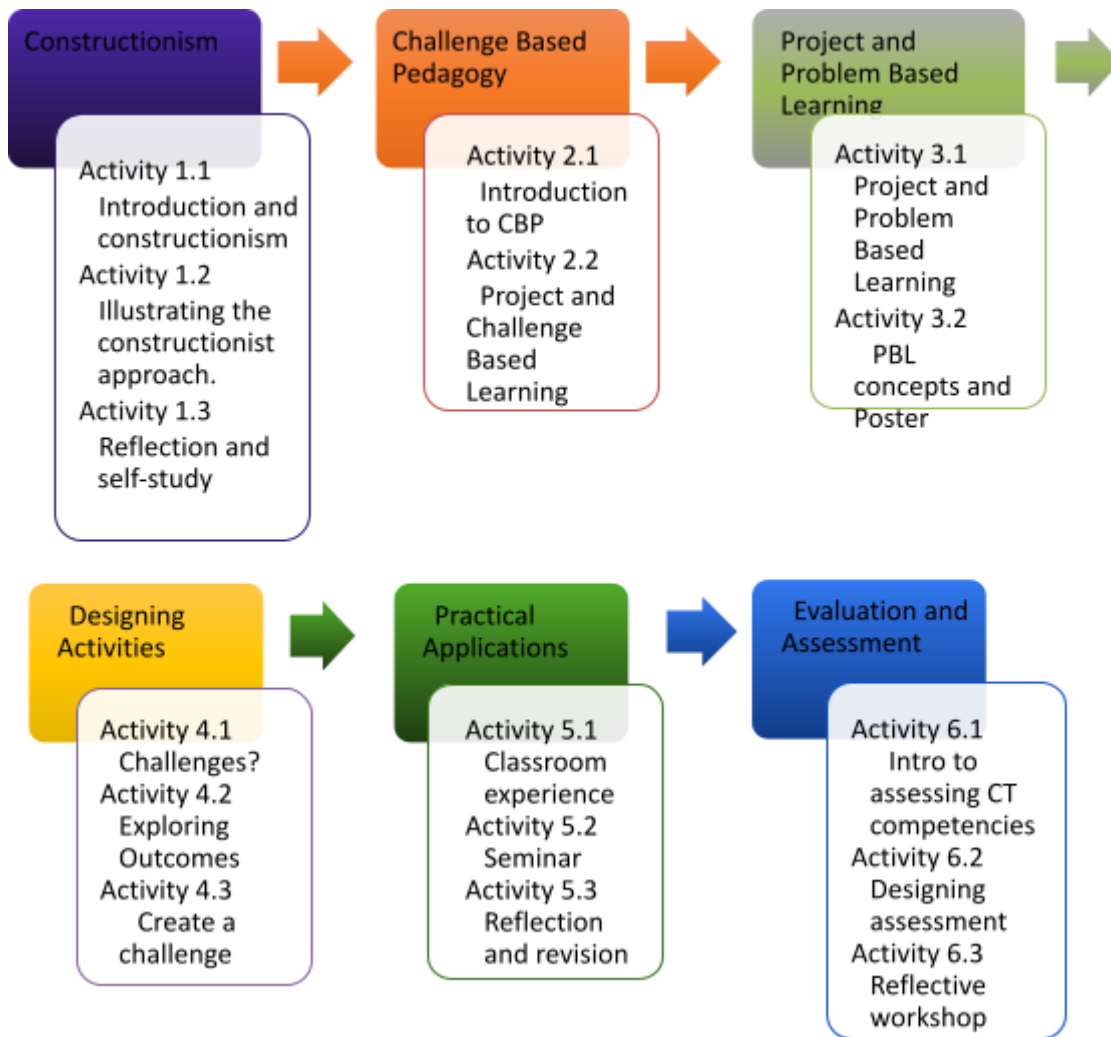 Constructionism
Activity 1.1
Introduction and
constructionism
Activity 1.2
Illustrating the
constructionist
approach.
Activity 1.3
Reflection and
self-study
Challenge Based
Pedagogy
Activity 2.1
Introduction
to CBP
Activity 2.2
Project and
Challenge
Based
Learning
Project and
Problem Based
Learning
Activity 3.1
Project and
Problem
Based
Learning
Activity 3.2
PBL
concepts and
Poster
Designing
Activities
Activity 4.1
Challenges?
Activity 4.2
Exploring
Outcomes
Activity 4.3
Create a
challenge
Practical
Applications
Activity 5.1
Classroom
experience
Activity 5.2
Seminar
Activity 5.3
Reflection
and revision
Evaluation and
Assessment
Activity 6.1
Intro to
assessing CT
competencies
Activity 6.2
Designing
assessment
Activity 6.3
Reflective
workshop